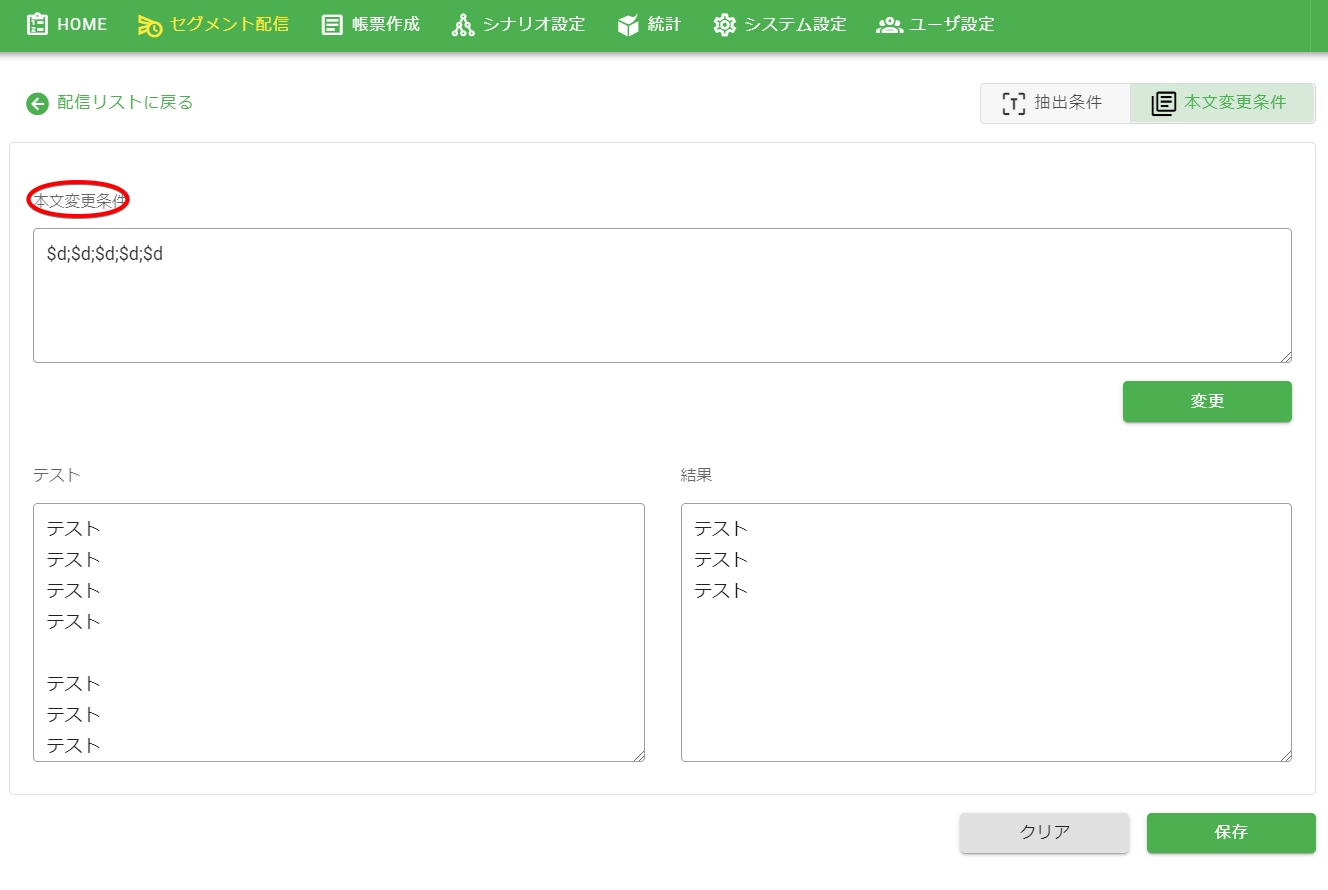 HOME セグメント配信 帳票作成 シナリオ設定 統計 システム設定 ユーザ設定
配信リストに戻る 抽出条件 本文変更条件
本文変更条件
$d;$d;$d;$d;$d
変更
テスト 結果
テスト テスト
テスト テスト
テスト テスト
テスト
テスト
テスト
テスト
クリア 保存